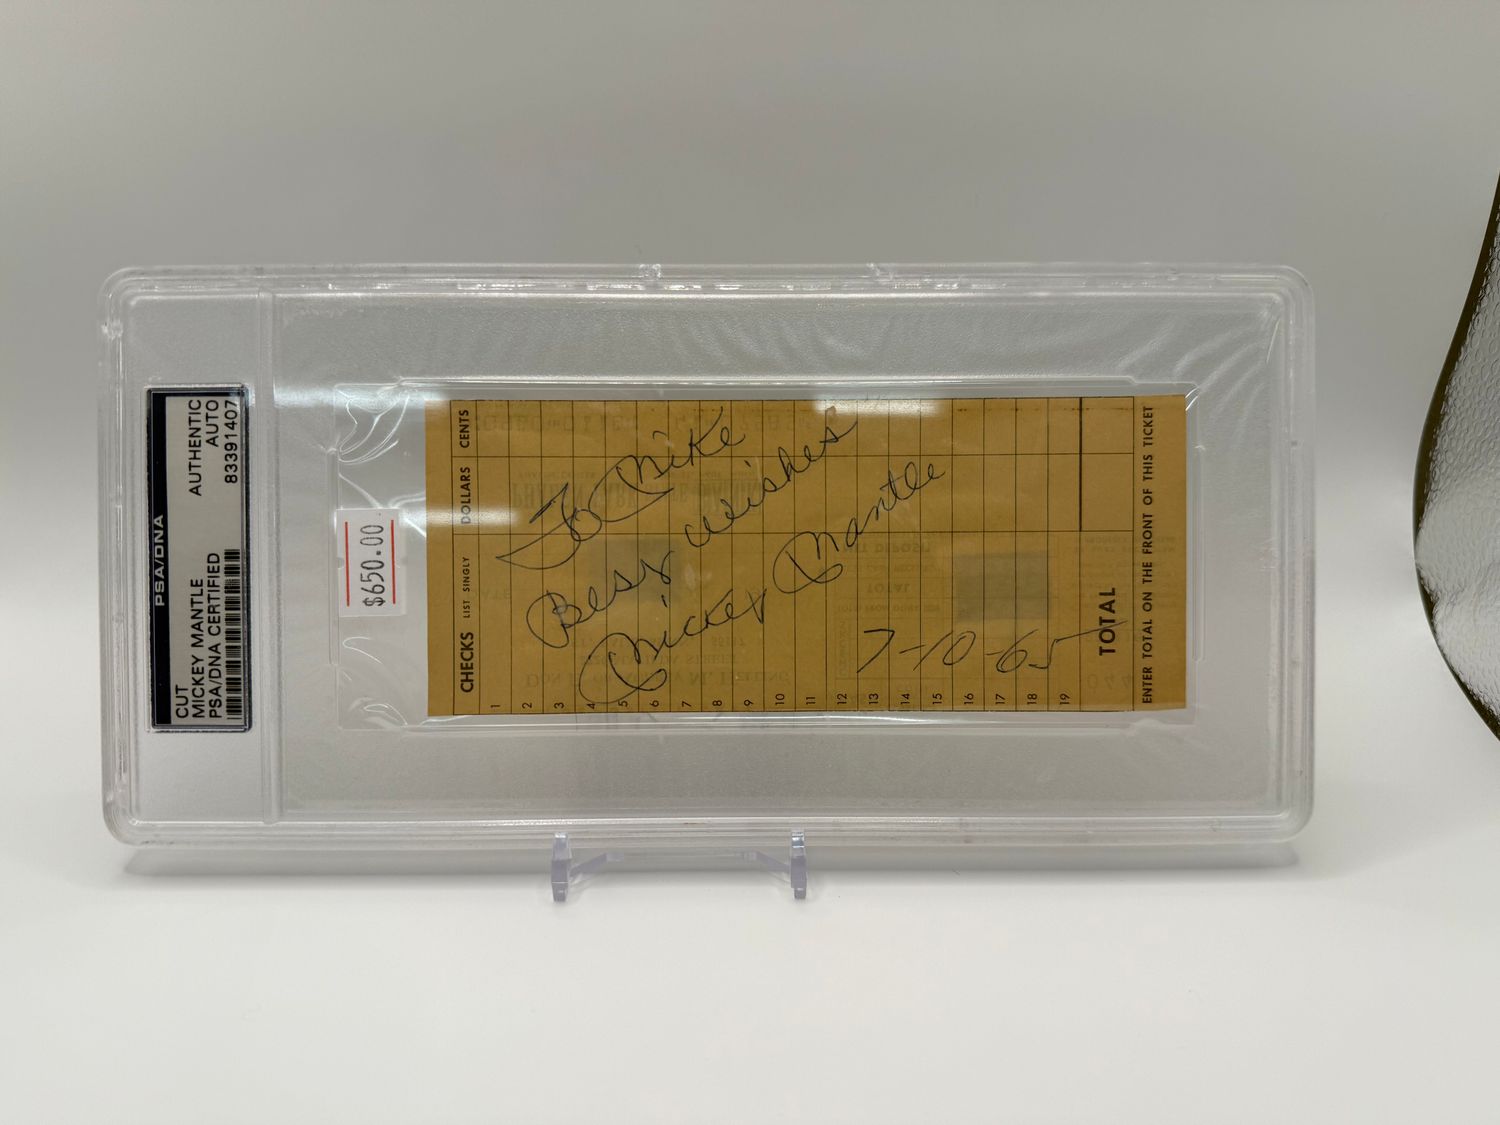 PSA/DNA
CUT
MICKEY MANTLE
PSA/DNA CERTIFIED
AUTHENTIC
AUTO
83391407
$650.00
CHECKS LIST SINGLY DOLLARS CENTS
1
2
3
4
5
6
7
8
9
10
11
12
13
14
15
16
17
18
19
TOTAL
ENTER TOTAL ON THE FRONT OF THIS TICKET
To Mike
Best Wishes
Mickey Mantle
7-10-65